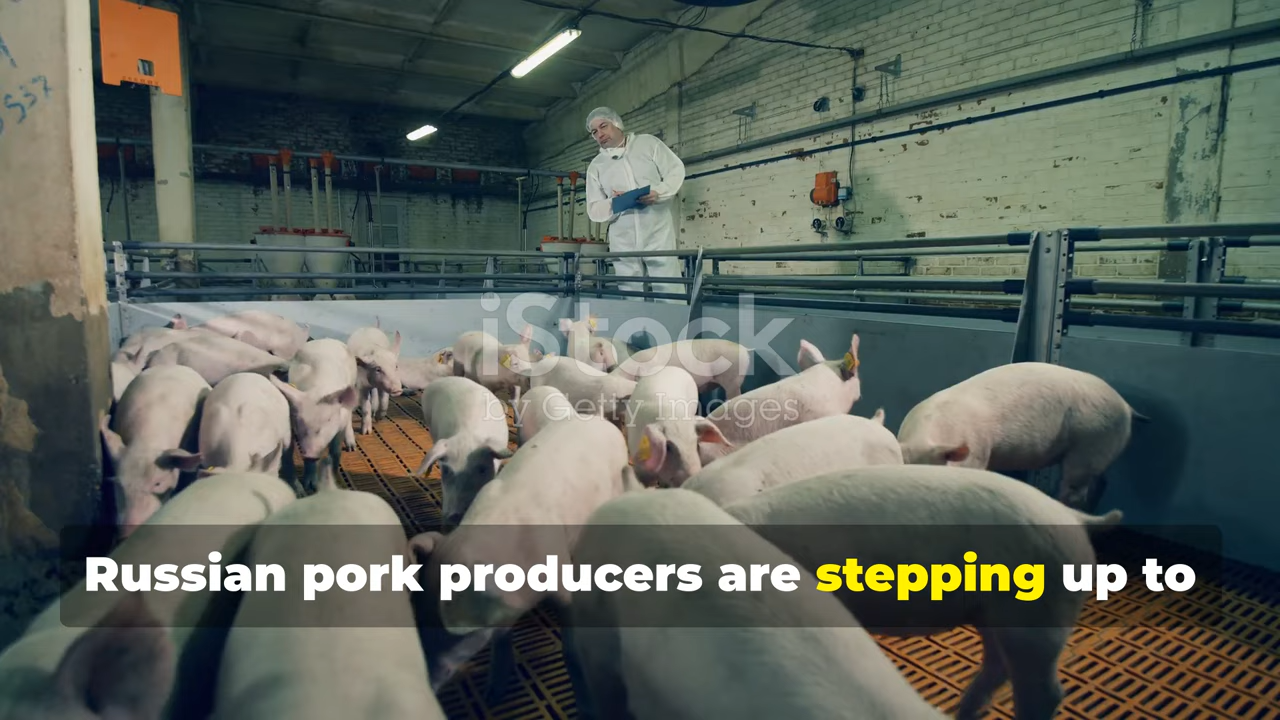 iStock
by Getty Images
Russian pork producers are stepping up to